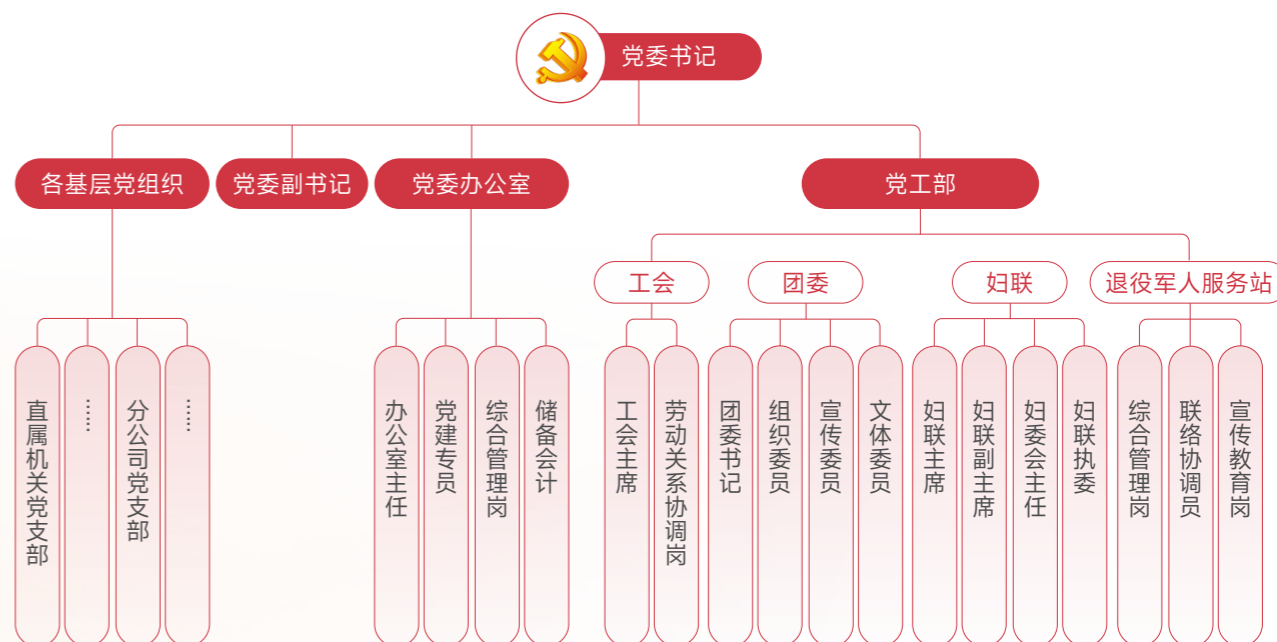 党委书记
各基层党组织
党委副书记
党委办公室
党工部
工会
团委
妇联
退役军人服务站
直属机关党支部
......
分公司党支部
......
办公室主任
党建专员
综合管理岗
储备会计
工会主席
劳动关系协调岗
团委书记
组织委员
宣传委员
文体委员
妇联主席
妇联副主席
妇委会主任
妇联执委
综合管理岗
联络协调员
宣传教育岗